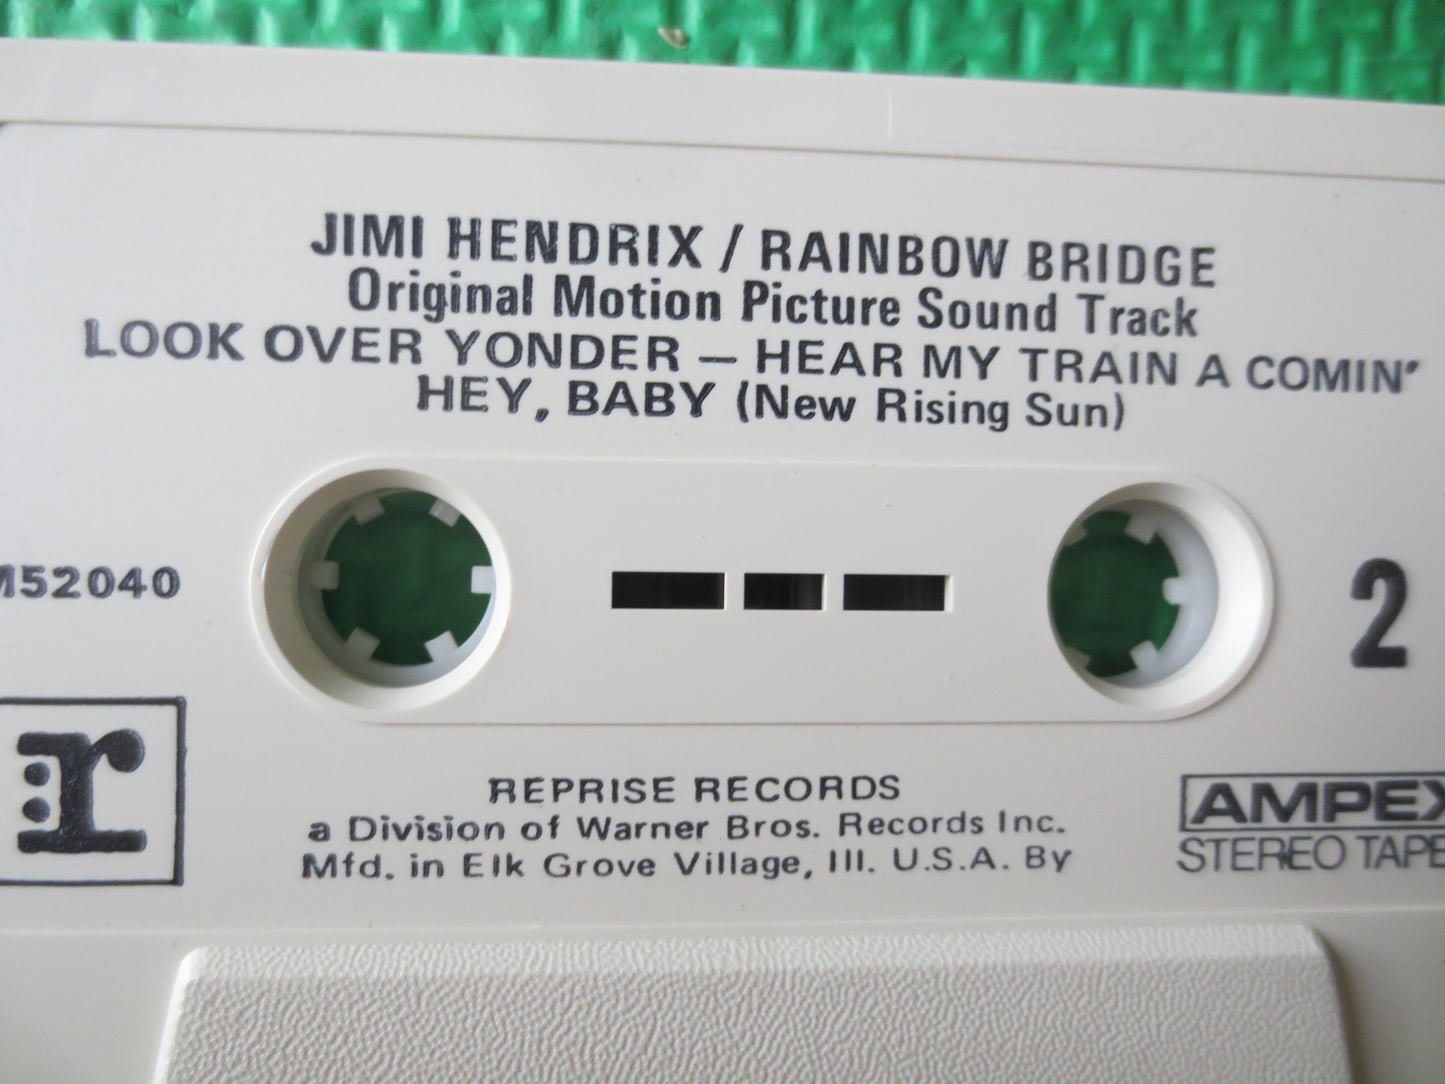 JIMI HENDRIX / RAINBOW BRIDGE
Original Motion Picture Sound Track
LOOK OVER YONDER — HEAR MY TRAIN A COMIN'
HEY, BABY (New Rising Sun)
M52040
2
r
REPRISE RECORDS
a Division of Warner Bros. Records Inc.
Mfd. in Elk Grove Village, Ill. U.S.A. By
AMPEX
STEREO TAPE